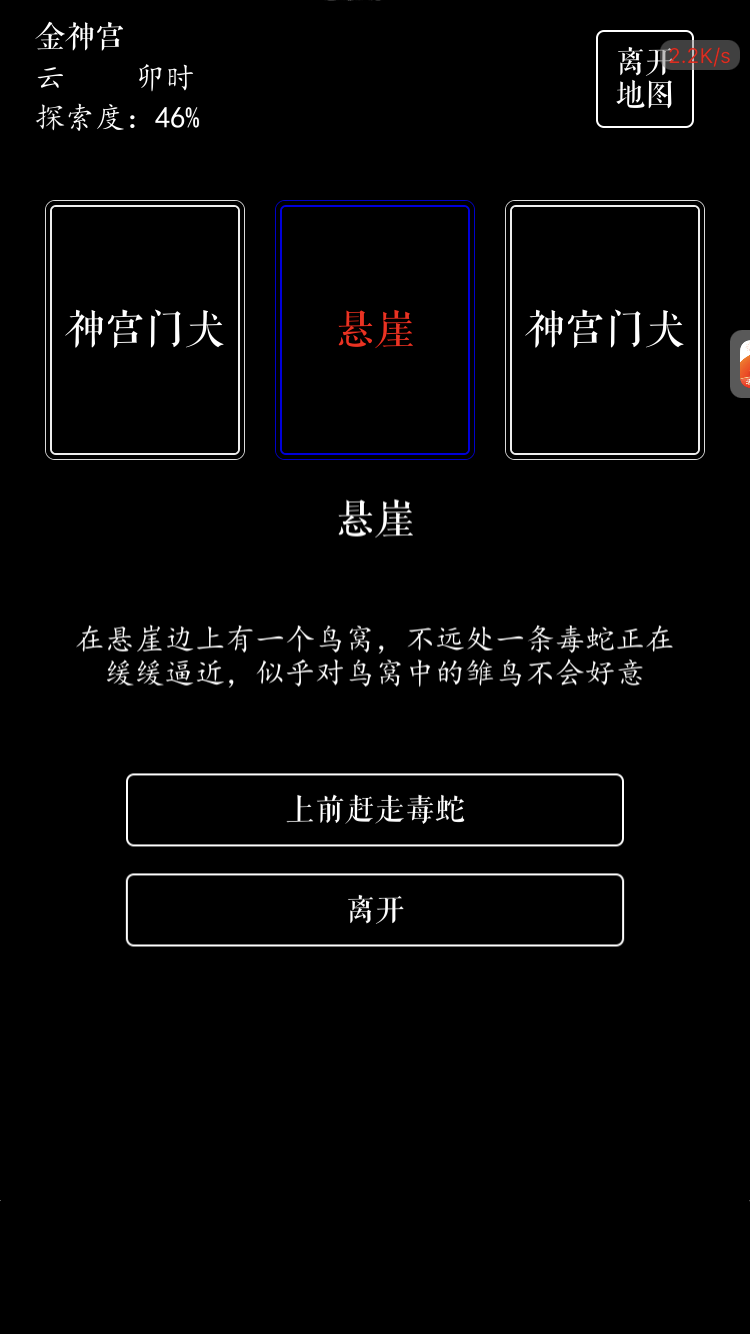 金神宫
云 卯时
探索度：46%
离开
地图
2.2K/s
神宫门犬
悬崖
神宫门犬
悬崖
在悬崖边上有一个鸟窝，不远处一条毒蛇正在
缓缓逼近，似乎对鸟窝中的雏鸟不会好意
上前赶走毒蛇
离开